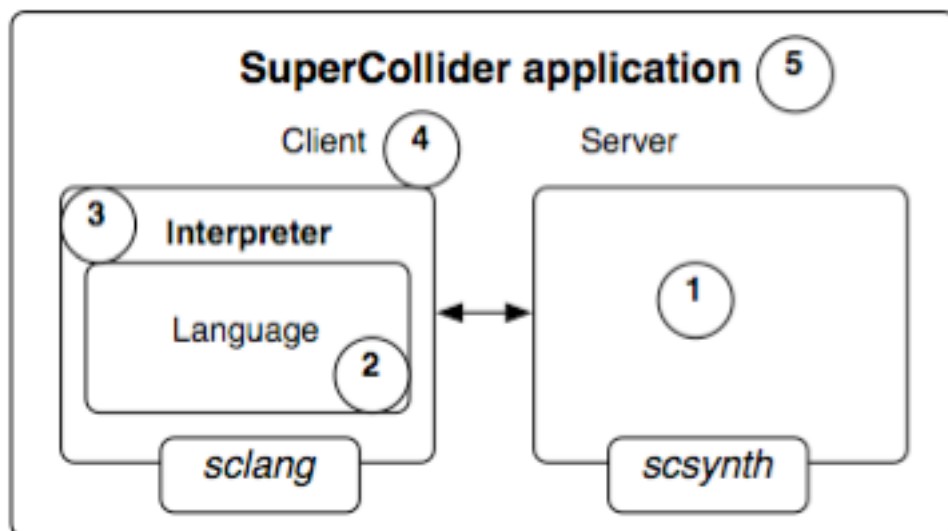 SuperCollider application 5
Client 4 Server
3 Interpreter
1
Language
2
sclang scsynth